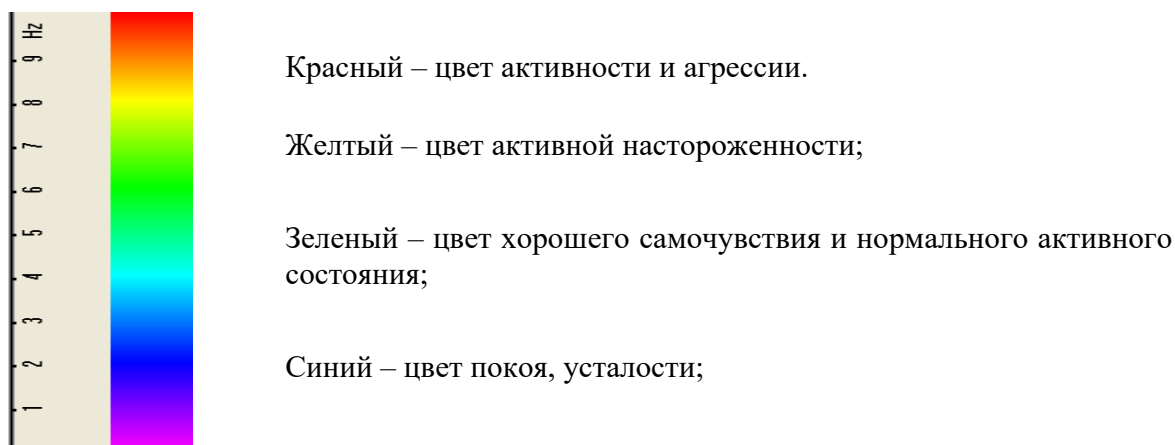 Hz
9
8
7
6
5
4
3
2
1
Красный – цвет активности и агрессии.
Желтый – цвет активной настороженности;
Зеленый – цвет хорошего самочувствия и нормального активного
состояния;
Синий – цвет покоя, усталости;